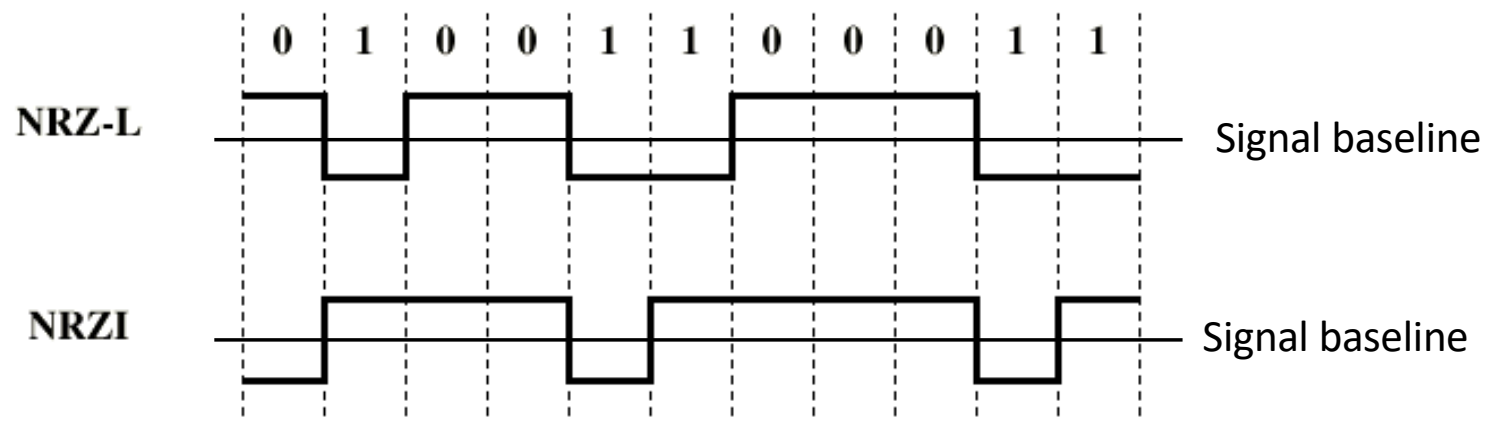 0 1 0 0 1 1 0 0 0 1 1
NRZ-L
Signal baseline
NRZI
Signal baseline